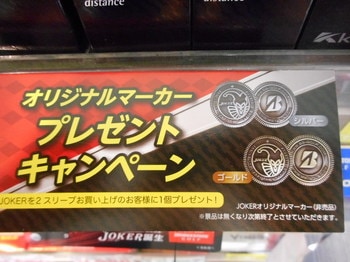 distance
distance
オリジナルマーカー
プレゼント
キャンペーン
シルバー
ゴールド
JOKERを2スリーブお買い上げのお客様に1個プレゼント!
JOKERオリジナルマーカー(非売品)
※景品は無くなり次第終了とさせていただきます。
JOKER誕生